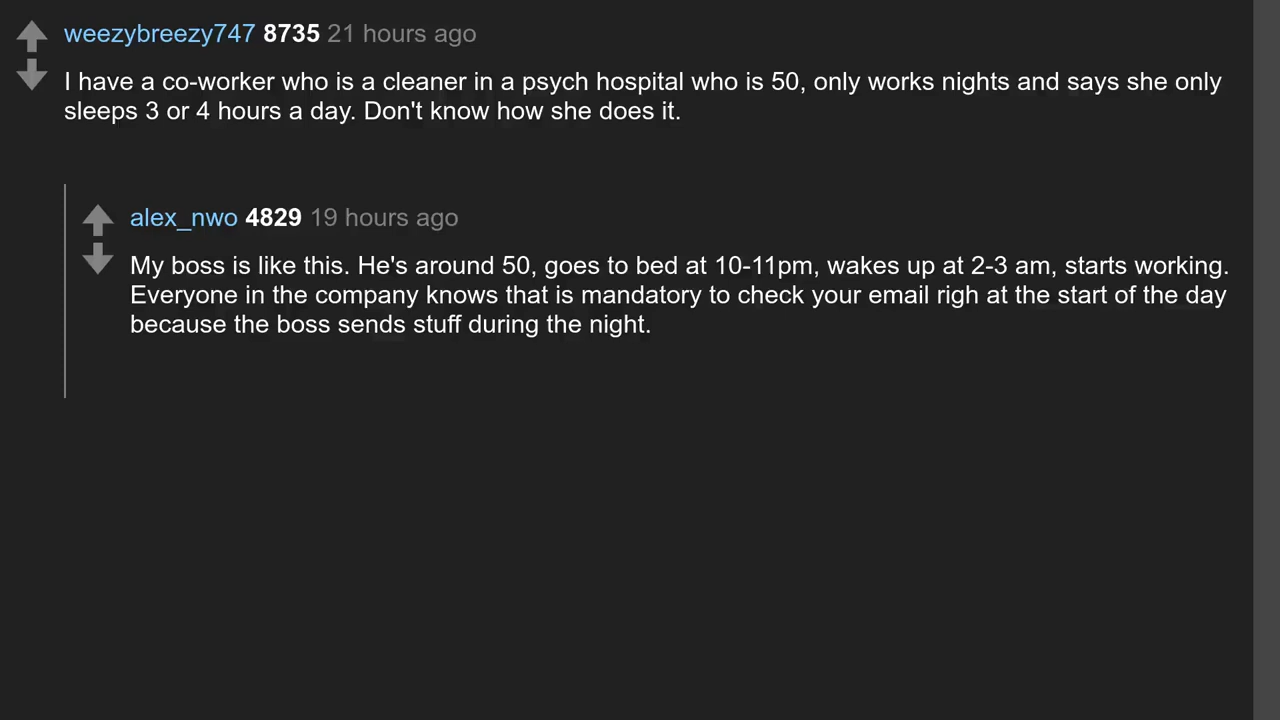 weezybreezy747 8735 21 hours ago
I have a co-worker who is a cleaner in a psych hospital who is 50, only works nights and says she only
sleeps 3 or 4 hours a day. Don't know how she does it.
alex_nwo 4829 19 hours ago
My boss is like this. He's around 50, goes to bed at 10-11pm, wakes up at 2-3 am, starts working.
Everyone in the company knows that is mandatory to check your email righ at the start of the day
because the boss sends stuff during the night.